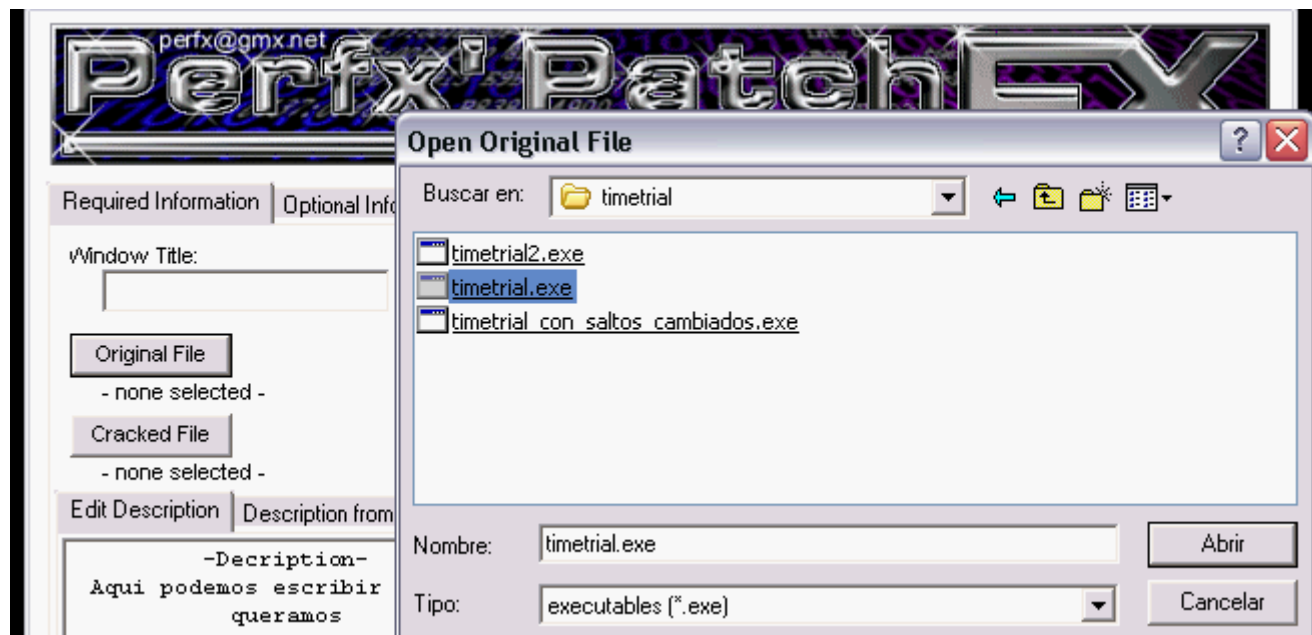 perfx@gmx.net
Perfx' PatchFX
Open Original File
Required Information
Optional Info
Buscar en:
timetrial
Window Title:
timetrial2.exe
timetrial.exe
timetrial_con_saltos_cambiados.exe
Original File
- none selected -
Cracked File
- none selected -
Edit Description
Description from
-Decription-
Aqui podemos escribir
queramos
Nombre:
timetrial.exe
Abrir
Tipo:
executables (*.exe)
Cancelar